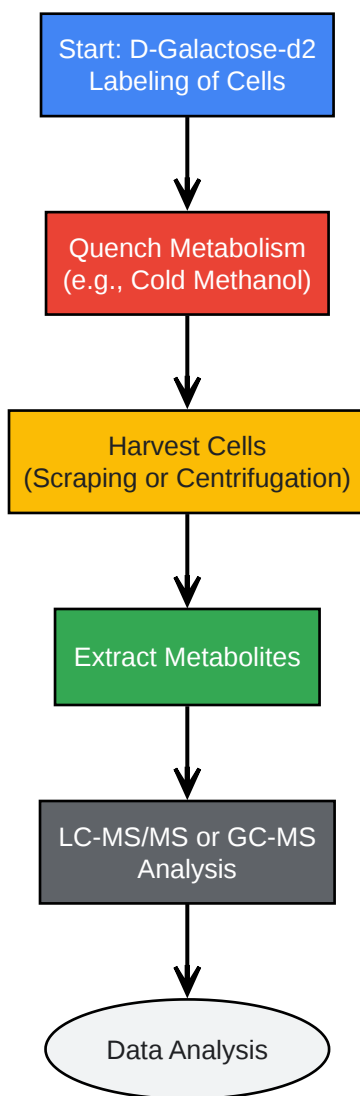 Start: D-Galactose-d2
Labeling of Cells
Quench Metabolism
(e.g., Cold Methanol)
Harvest Cells
(Scraping or Centrifugation)
Extract Metabolites
LC-MS/MS or GC-MS
Analysis
Data Analysis